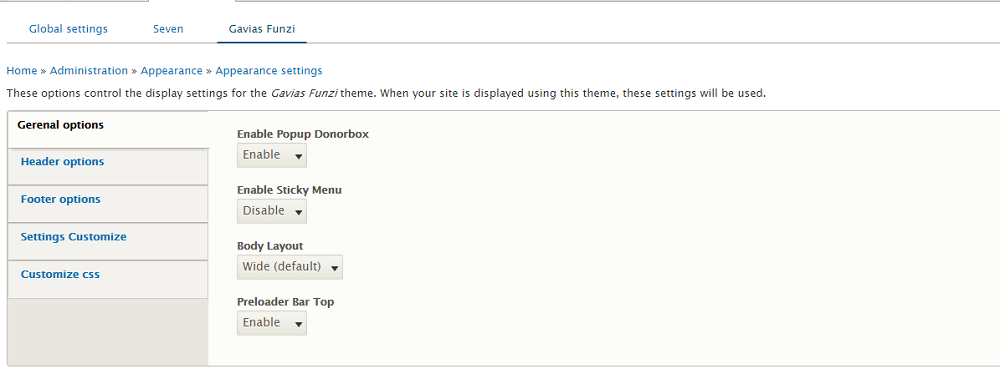 Global settings Seven Gavias Funzi
Home » Administration » Appearance » Appearance settings
These options control the display settings for the Gavias Funzi theme. When your site is displayed using this theme, these settings will be used.
Gerenal options
Header options
Footer options
Settings Customize
Customize css
Enable Popup Donorbox
Enable
Enable Sticky Menu
Disable
Body Layout
Wide (default)
Preloader Bar Top
Enable